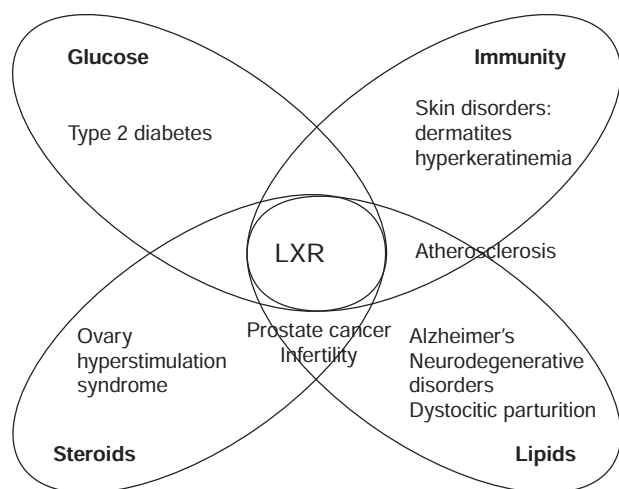 Glucose
Type 2 diabetes
Immunity
Skin disorders:
dermatites
hyperkeratinemia
LXR
Atherosclerosis
Prostate cancer
Infertility
Ovary
hyperstimulation
syndrome
Steroids
Alzheimer's
Neurodegenerative
disorders
Dystocitic parturition
Lipids